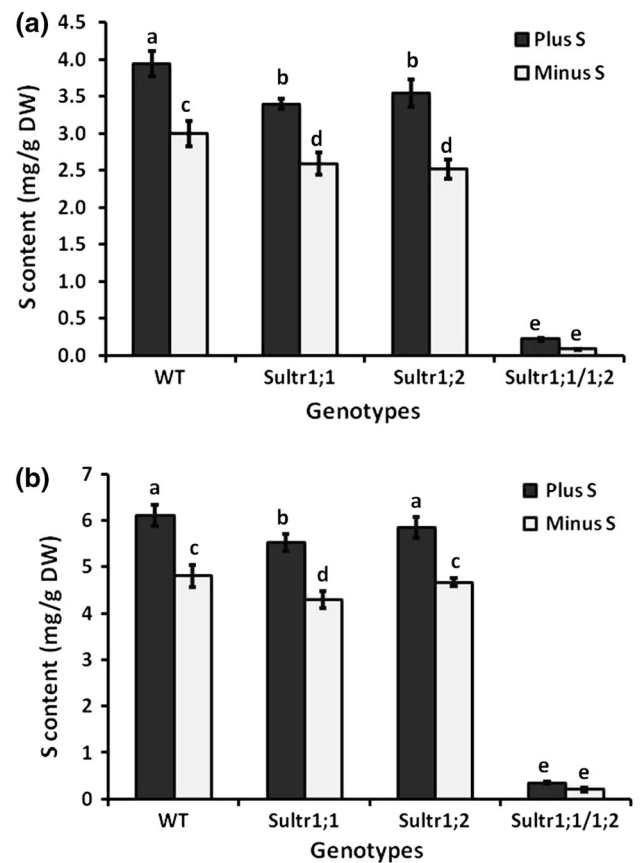 (a)
S content (mg/g DW)
4.5
4.0
3.5
3.0
2.5
2.0
1.5
1.0
0.5
0.0
a
c
b
d
b
d
e
e
Plus S
Minus S
WT
Sultr1;1
Sultr1;2
Sultr1;1/1;2
Genotypes
(b)
S content (mg/g DW)
7
6
5
4
3
2
1
0
a
c
b
d
a
c
e
e
Plus S
Minus S
WT
Sultr1;1
Sultr1;2
Sultr1;1/1;2
Genotypes